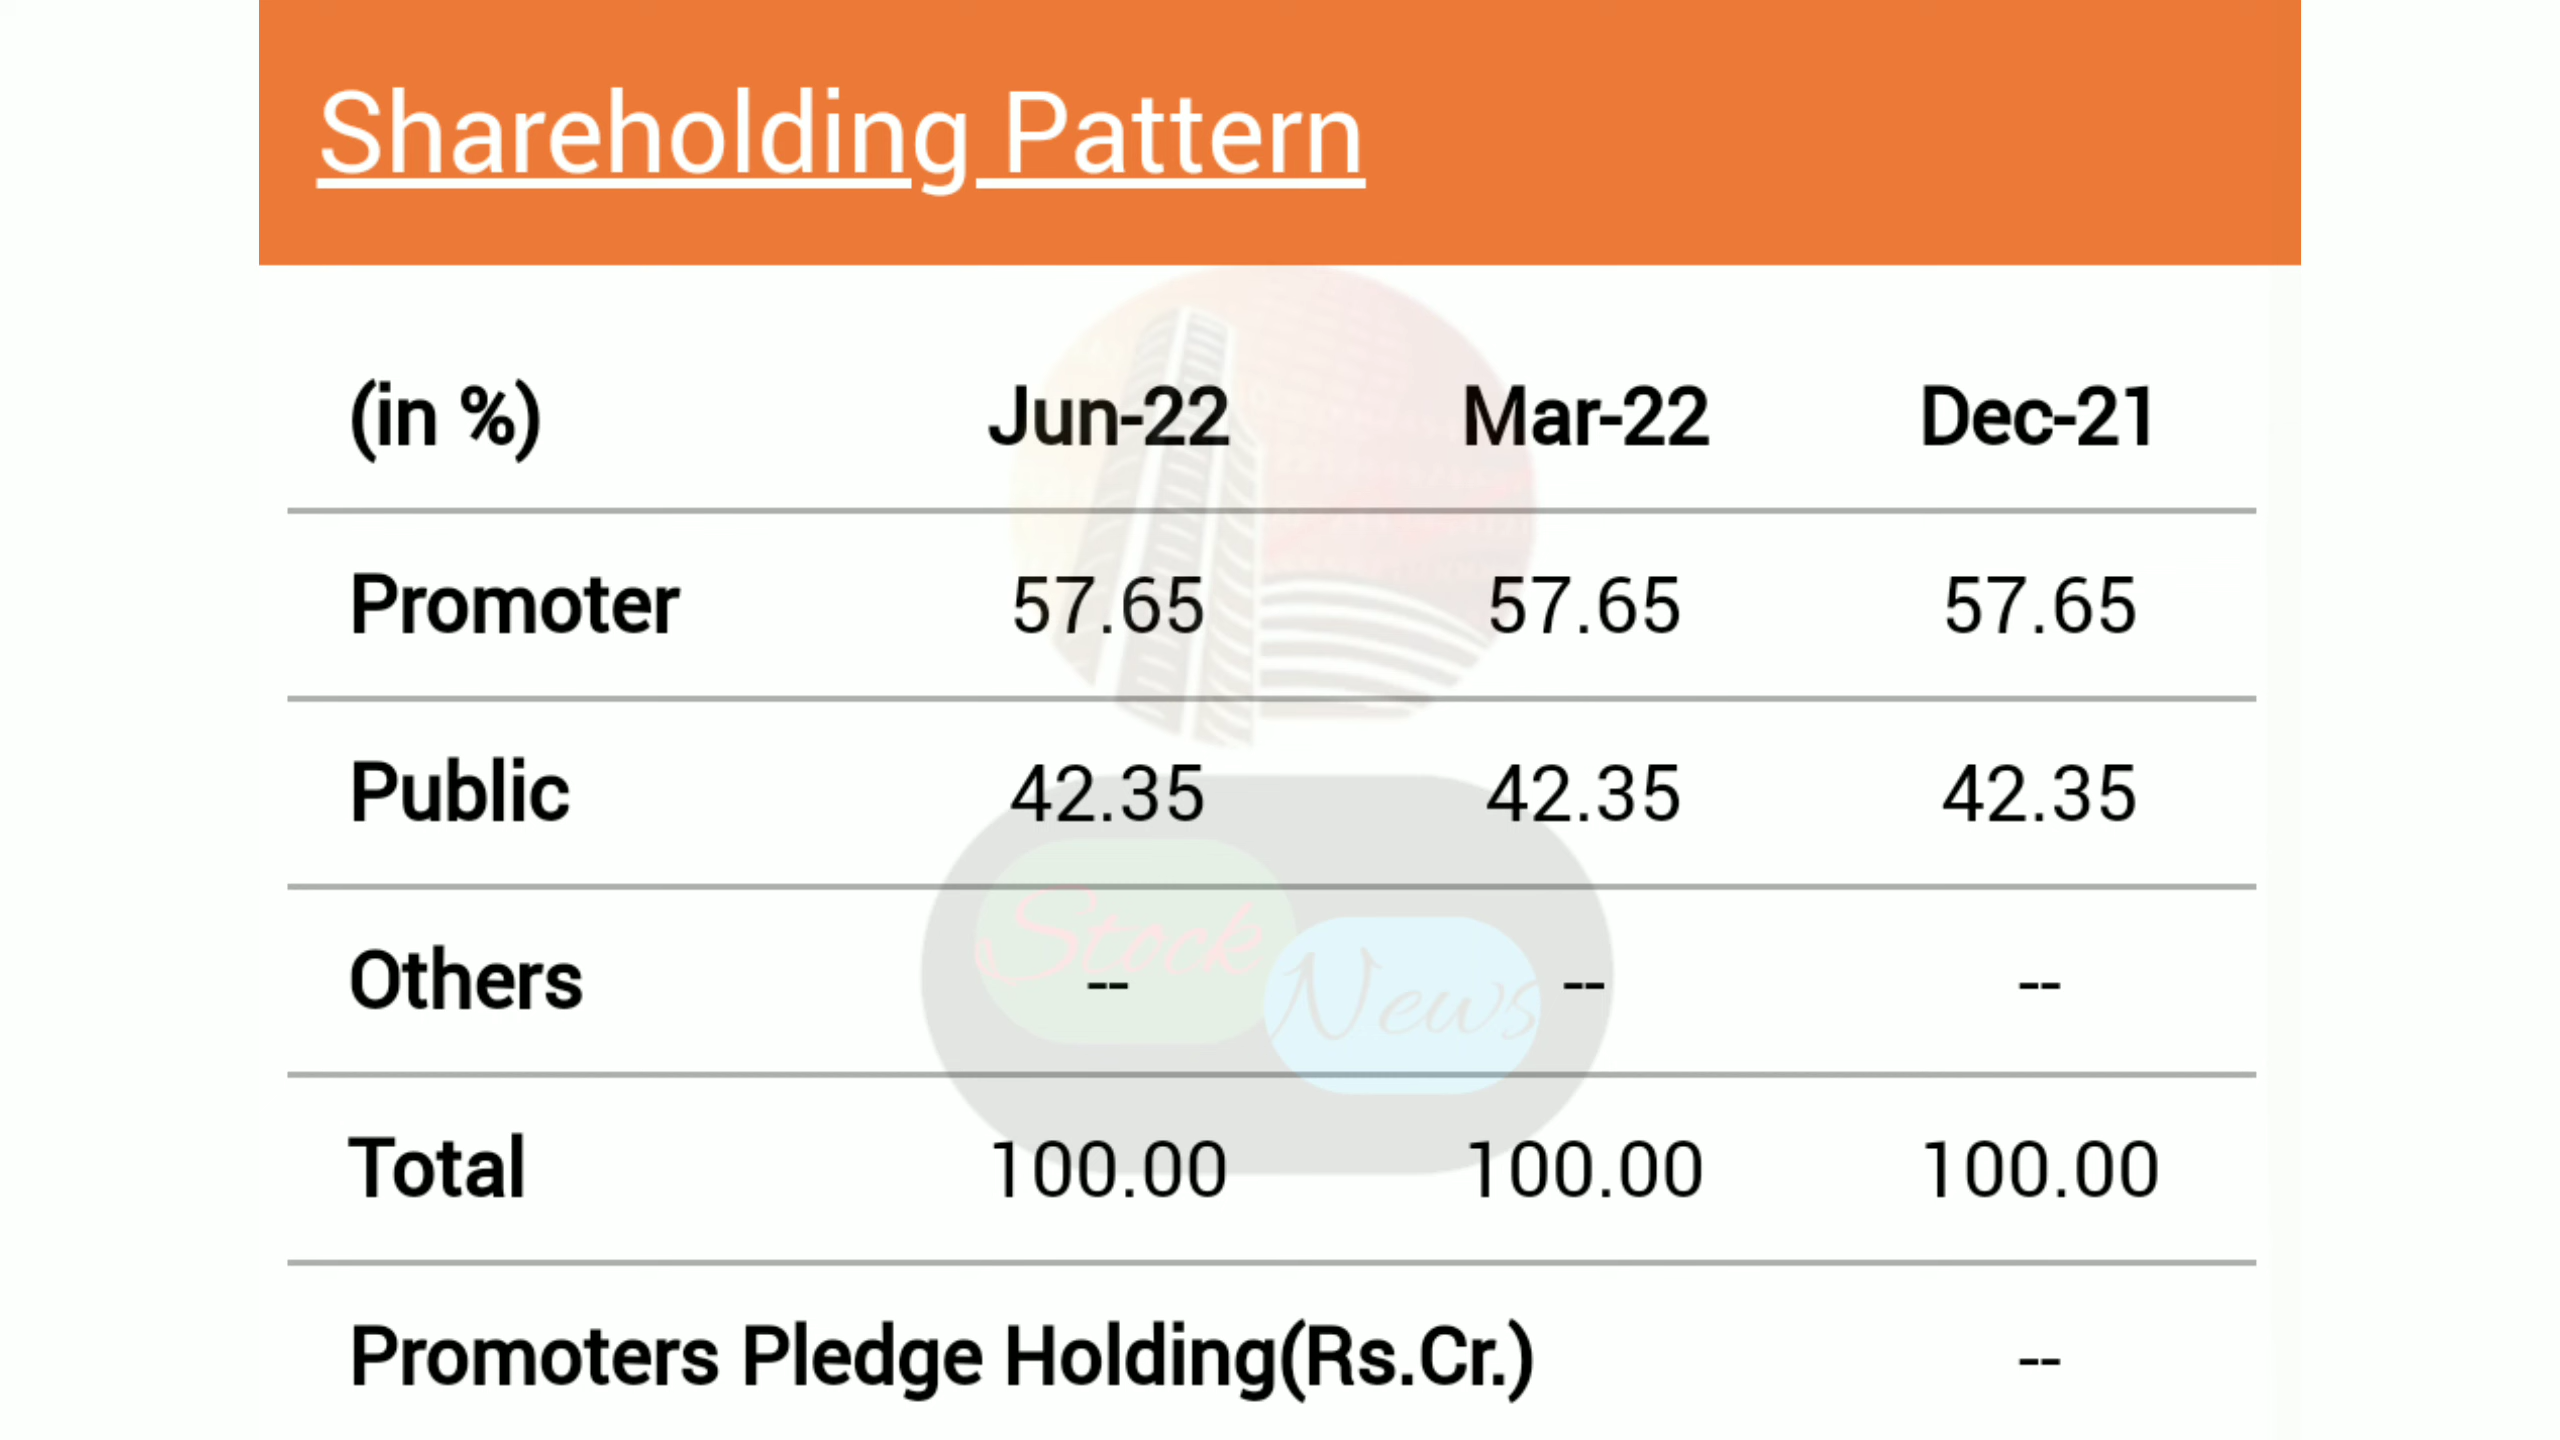 Shareholding Pattern
(in %) Jun-22 Mar-22 Dec-21
Promoter 57.65 57.65 57.65
Public 42.35 42.35 42.35
Others -- -- --
Stock
News
Total 100.00 100.00 100.00
Promoters Pledge Holding(Rs.Cr.) --